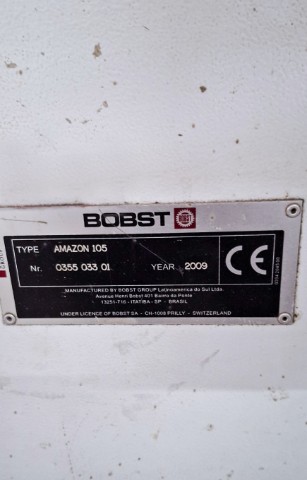 BOBST
TYPE AMAZON 105
Nr. 0355 033 01 YEAR 2009
CE
MANUFACTURED BY BOBST GROUP Latinoamerica do Sul Ltda.
Avenue Henri Bobst 401 Bairro da Ponte
13251-710 - ITATIBA - SP - BRASIL
UNDER LICENCE OF BOBST SA - CH-1008 PRILLY - SWITZERLAND